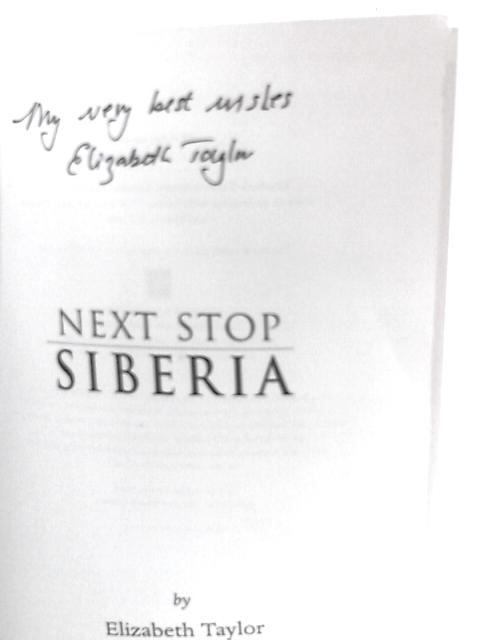 My very best wishes
Elizabeth Taylor
NEXT STOP
SIBERIA
by
Elizabeth Taylor